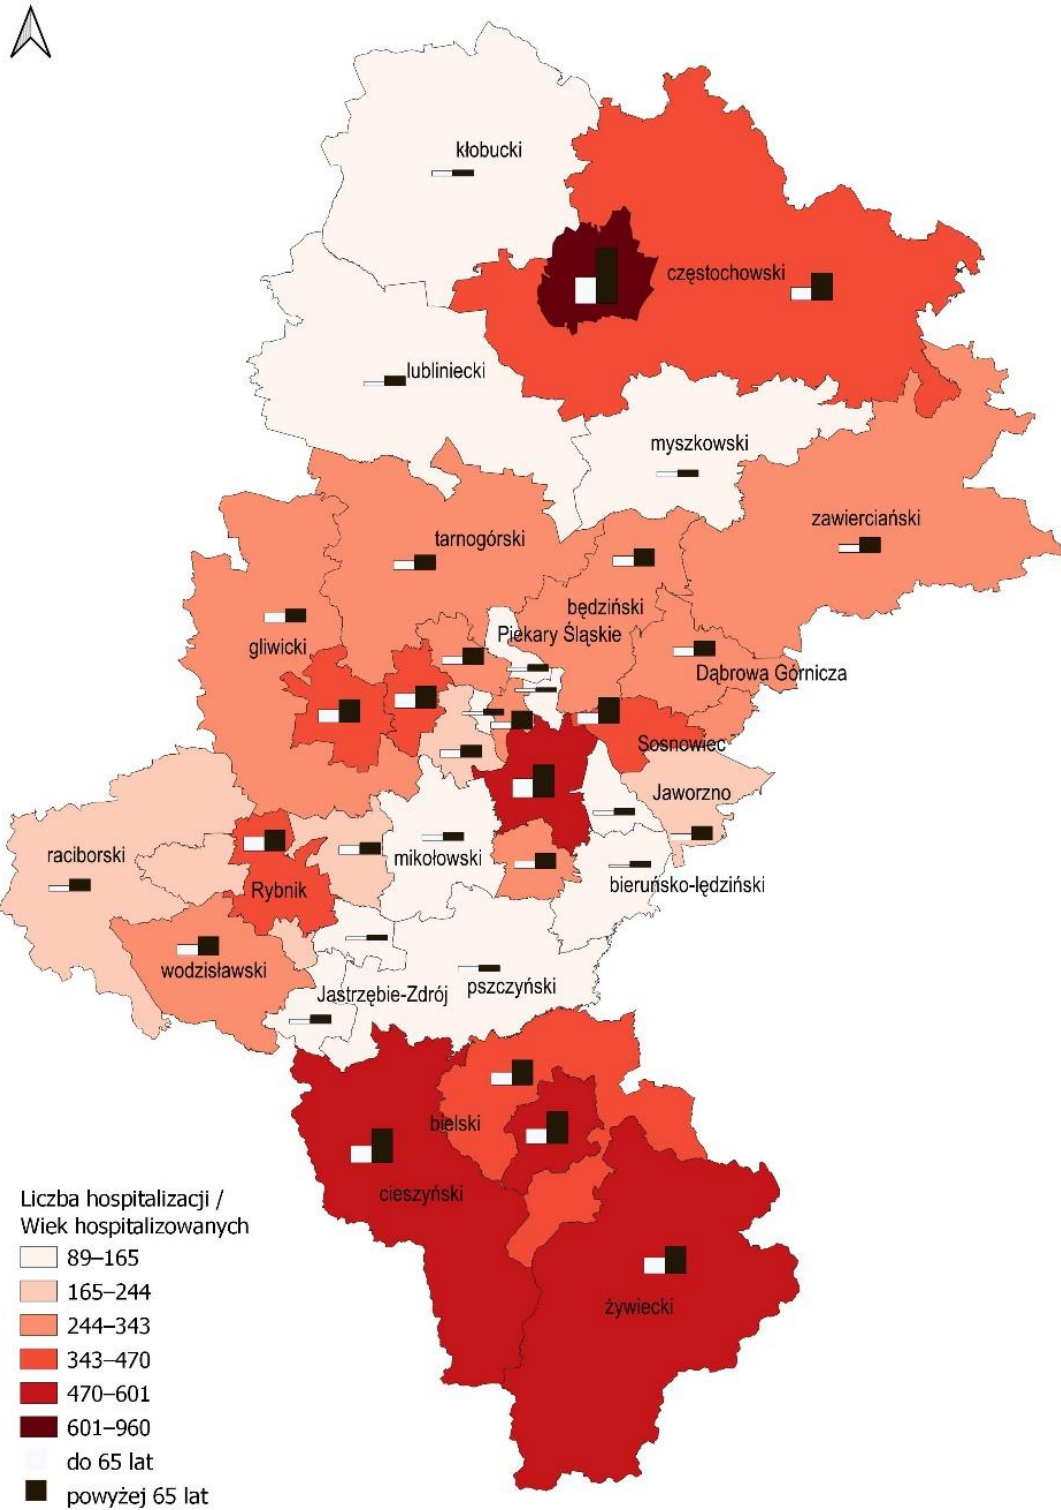 kłobucki
częstochowski
lubliniecki
myszkowski
zawierciański
tarnogórski
będziński
Piekary Śląskie
gliwicki
Dąbrowa Górnicza
Sosnowiec
Jaworzno
raciborski
mikołowski
bieruńsko-lędziński
Rybnik
wodzisławski
pszczyński
Jastrzębie-Zdrój
bielski
cieszyński
żywiecki
Liczba hospitalizacji /
Wiek hospitalizowanych
89–165
165–244
244–343
343–470
470–601
601–960
do 65 lat
powyżej 65 lat